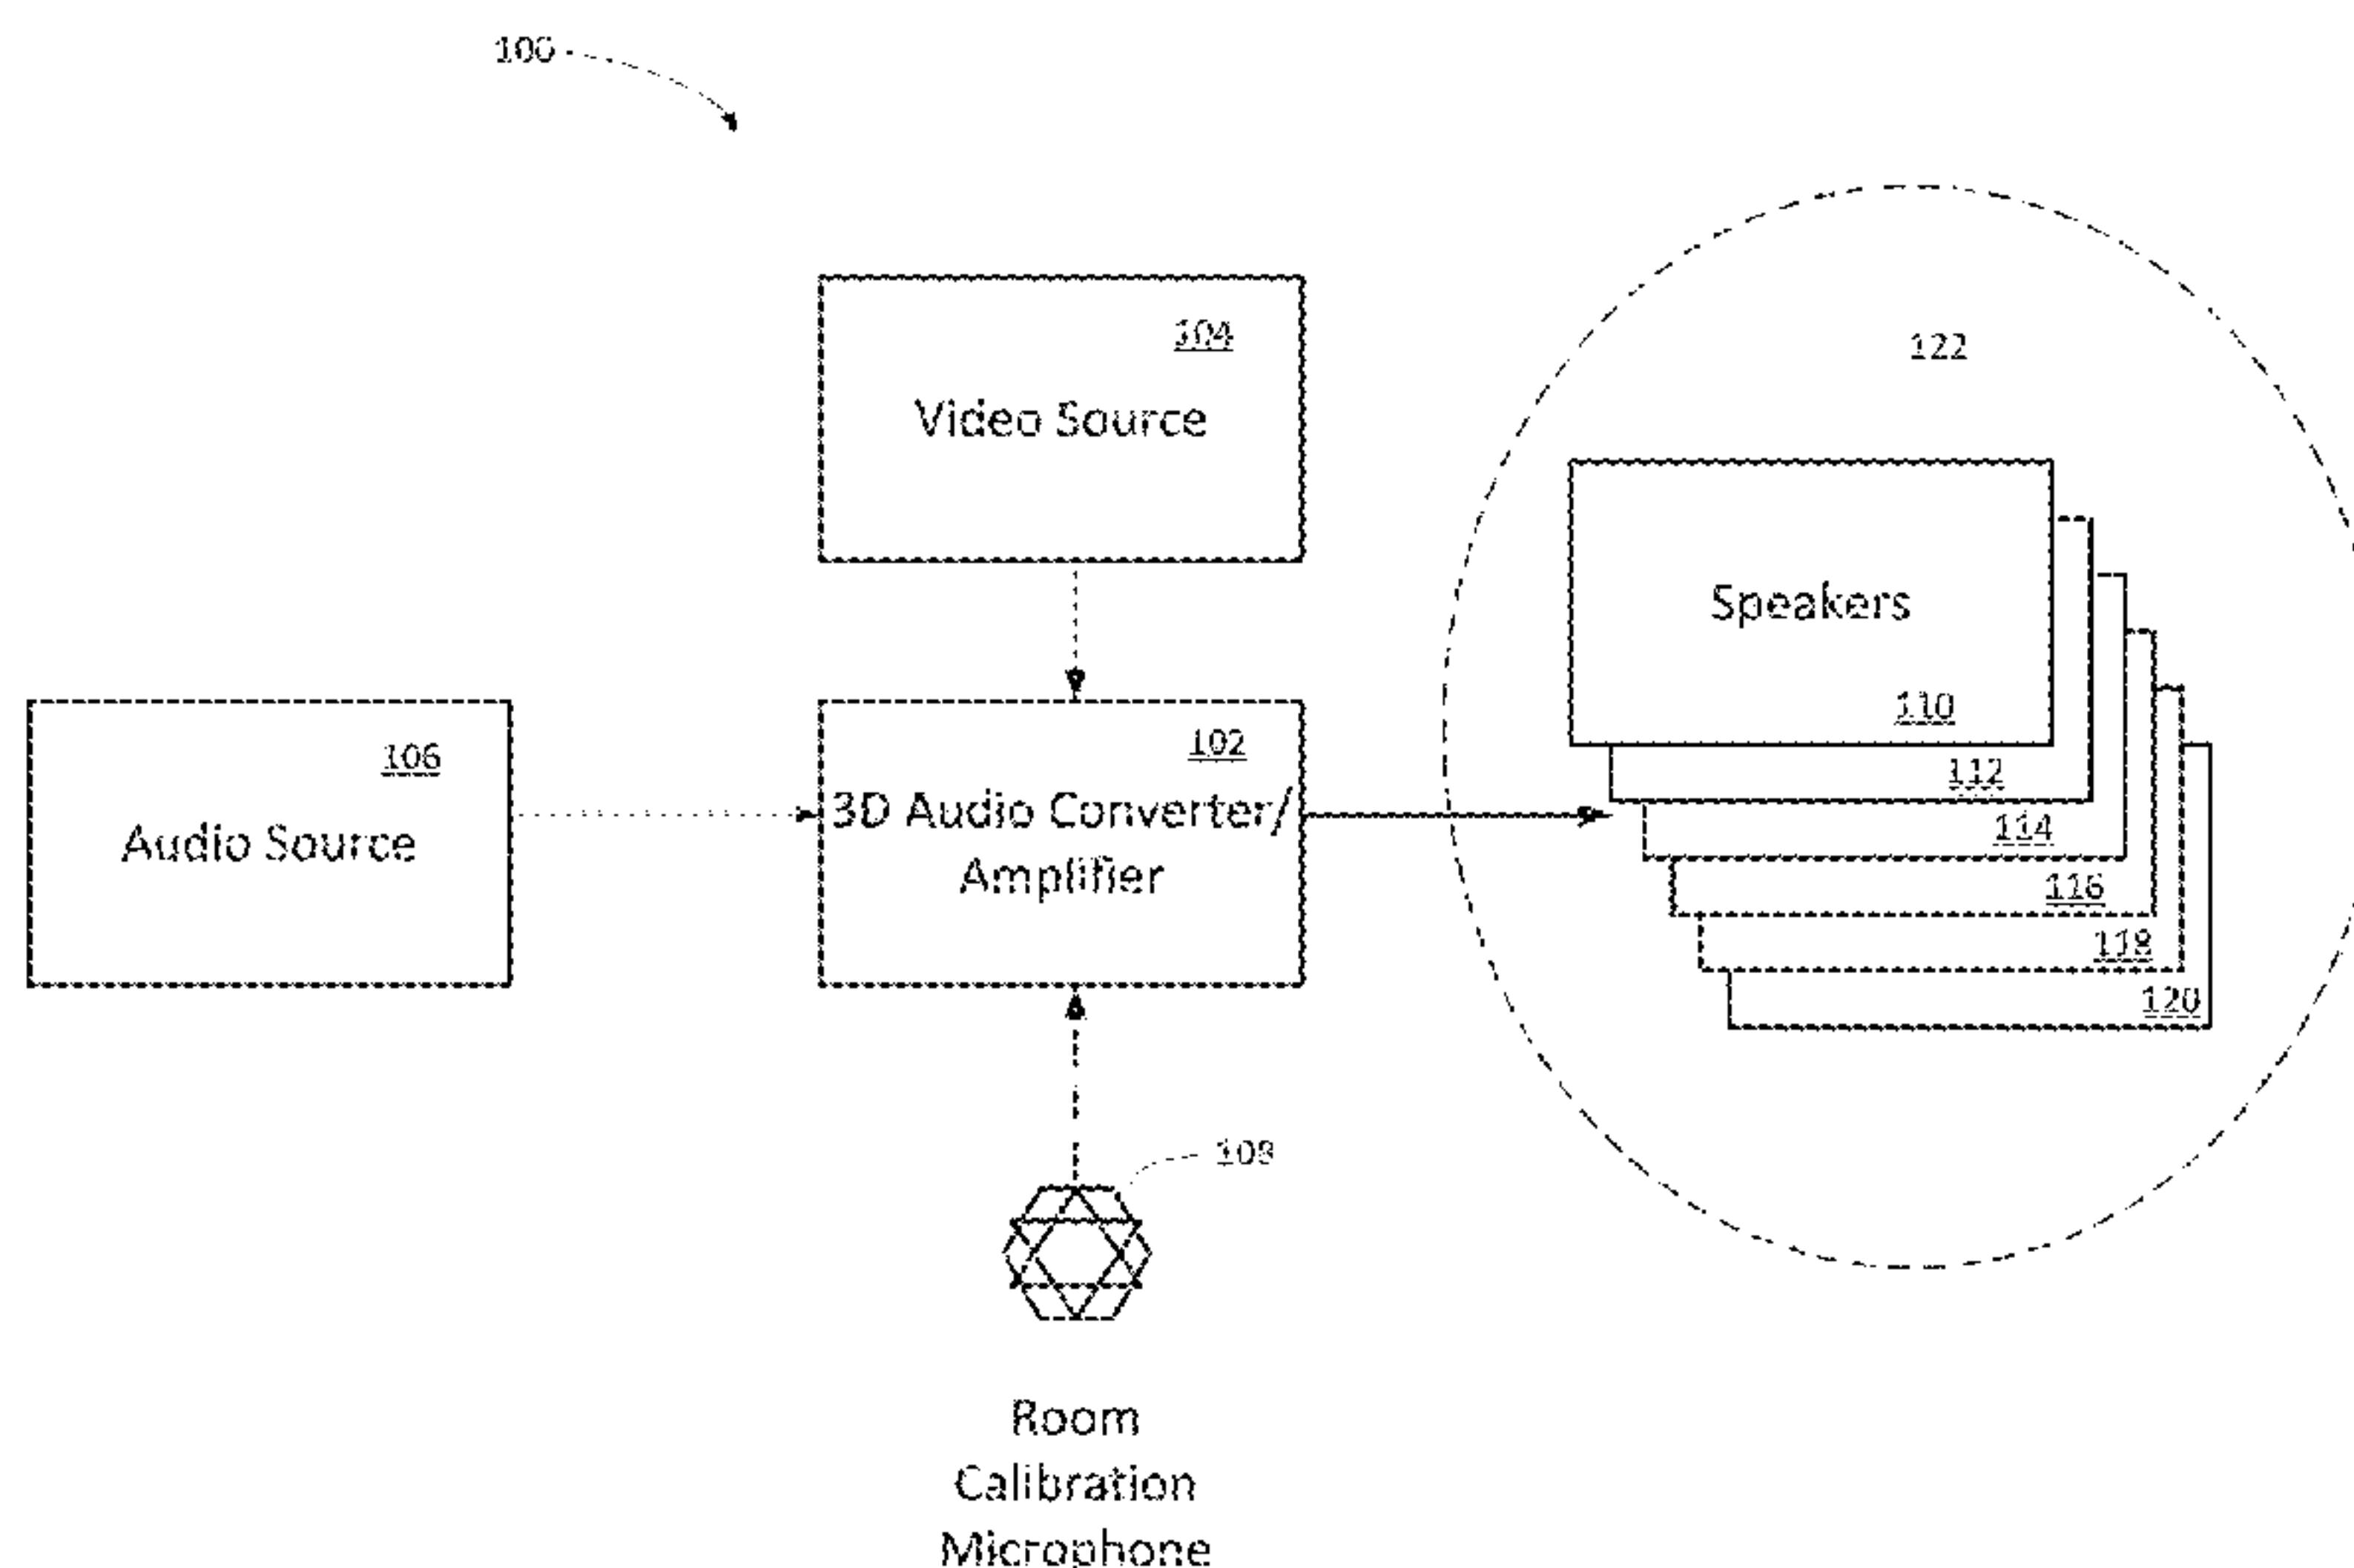 100
104
Video Source
122
Speakers
110
106
Audio Source
102
3D Audio Converter/
Amplifier
112
114
116
118
120
108
Room
Calibration
Microphone